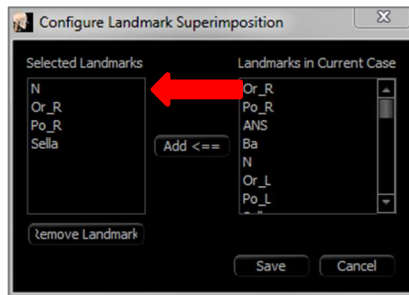 Configure Landmark Superimposition
Selected Landmarks
N
Or_R
Po_R
Sella
Add <==
Remove Landmark
Landmarks in Current Case
Or_R
Po_R
ANS
Ba
N
Or_L
Po_L
Save
Cancel